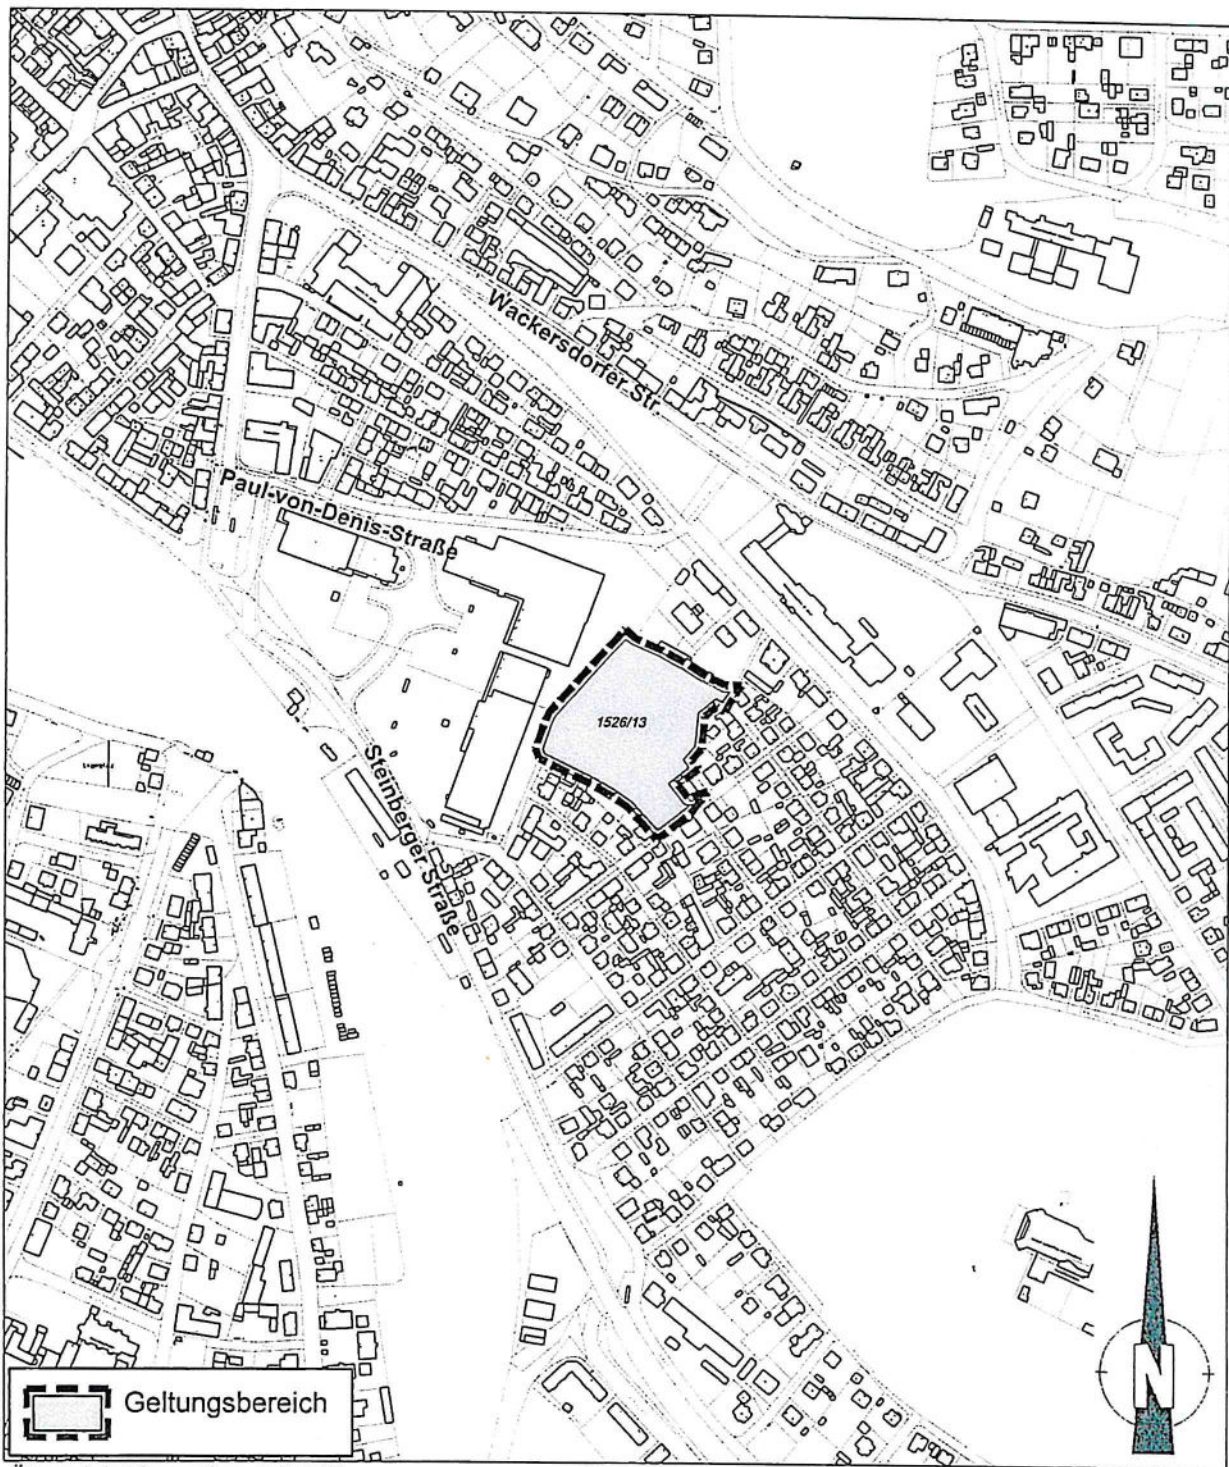 Wackersdorfer Str.
Paul-von-Denis-Straße
1526/13
Steinberger Straße
Geltungsbereich
N